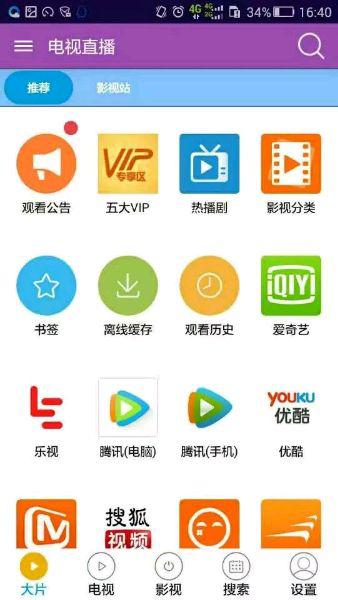 4G 4G 2G 34% 16:40
电视直播
推荐 影视站
VIP
专享区
观看公告 五大VIP 热播剧 影视分类
iQIYI
书签 离线缓存 观看历史 爱奇艺
YOUKU
优酷
乐视 腾讯(电脑) 腾讯(手机) 优酷
搜狐
视频
大片 电视 影视 搜索 设置